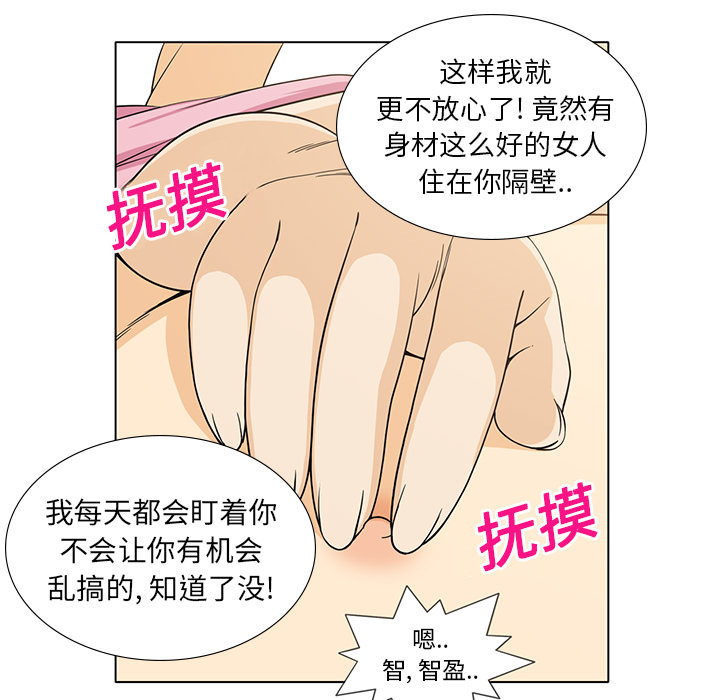 这样我就
更不放心了! 竟然有
身材这么好的女人
住在你隔壁..
抚摸
我每天都会盯着你
不会让你有机会
乱搞的, 知道了没!
抚摸
嗯..
智, 智盈..